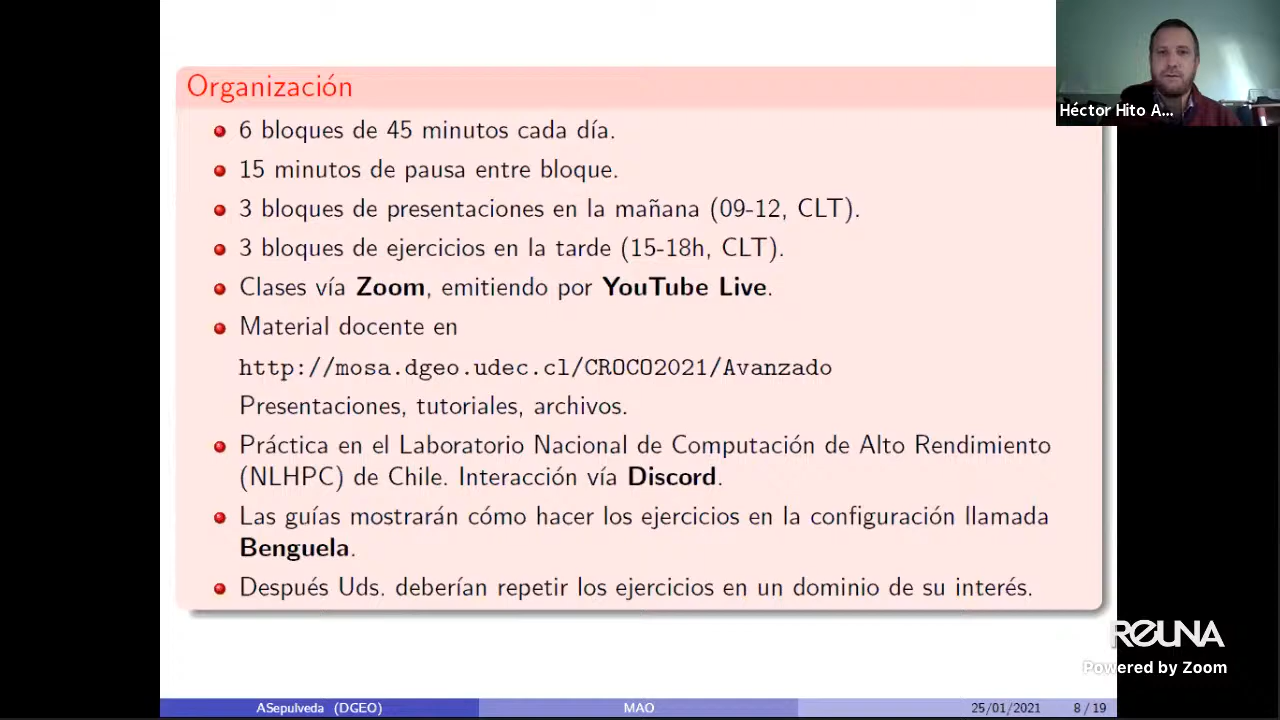 Organización
6 bloques de 45 minutos cada día.
15 minutos de pausa entre bloque.
3 bloques de presentaciones en la mañana (09-12, CLT).
3 bloques de ejercicios en la tarde (15-18h, CLT).
Clases vía Zoom, emitiendo por YouTube Live.
Material docente en
http://mosa.dgeo.udec.cl/CROCO2021/Avanzado
Presentaciones, tutoriales, archivos.
Práctica en el Laboratorio Nacional de Computación de Alto Rendimiento
(NLHPC) de Chile. Interacción vía Discord.
Las guías mostrarán cómo hacer los ejercicios en la configuración llamada
Benguela.
Después Uds. deberían repetir los ejercicios en un dominio de su interés.
Héctor Hito A...
REUNA
Powered by Zoom
ASepulveda (DGEO) MAO 25/01/2021 8 / 19